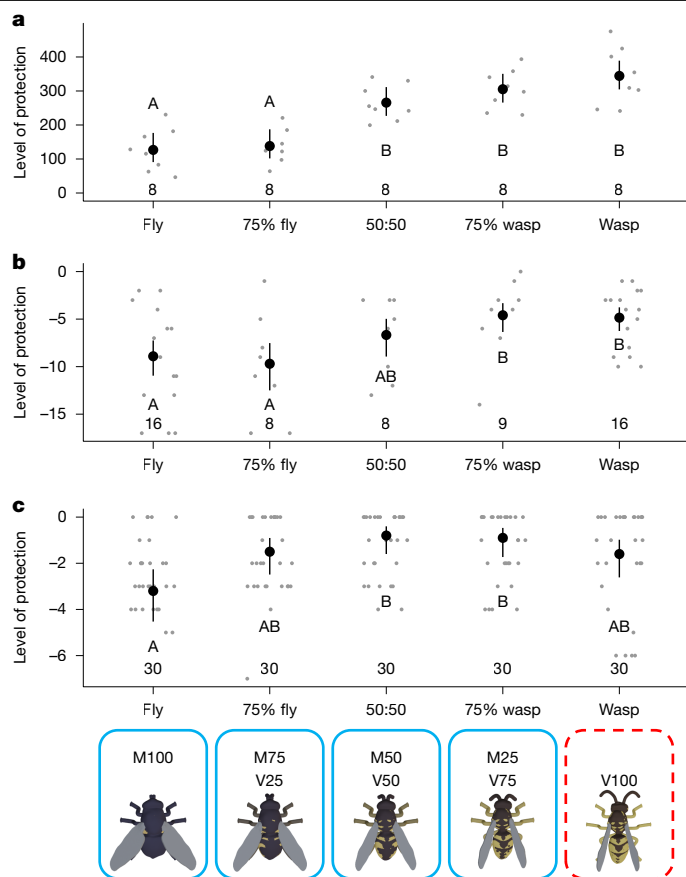 a
Level of protection
400
300
200
100
0
A A B B B
8 8 8 8 8
Fly 75% fly 50:50 75% wasp Wasp
b
Level of protection
0
−5
−10
−15
A A AB B B
16 8 8 9 16
Fly 75% fly 50:50 75% wasp Wasp
c
Level of protection
0
−2
−4
−6
A AB B B AB
30 30 30 30 30
Fly 75% fly 50:50 75% wasp Wasp
M100 M75 M50 M25
V25 V50 V75 V100